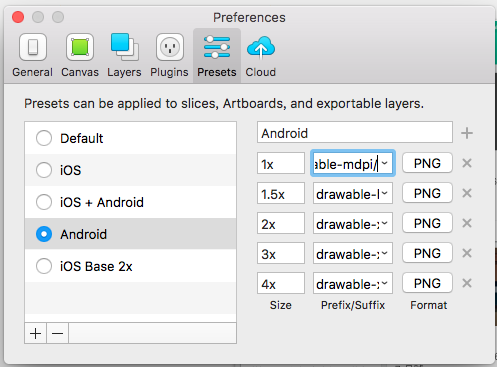 Preferences
General Canvas Layers Plugins Presets Cloud
Presets can be applied to slices, Artboards, and exportable layers.
Default
iOS
iOS + Android
Android
iOS Base 2x
Android
1x able-mdpi/ PNG
1.5x drawable-l PNG
2x drawable-x PNG
3x drawable-x PNG
4x drawable-x PNG
Size Prefix/Suffix Format